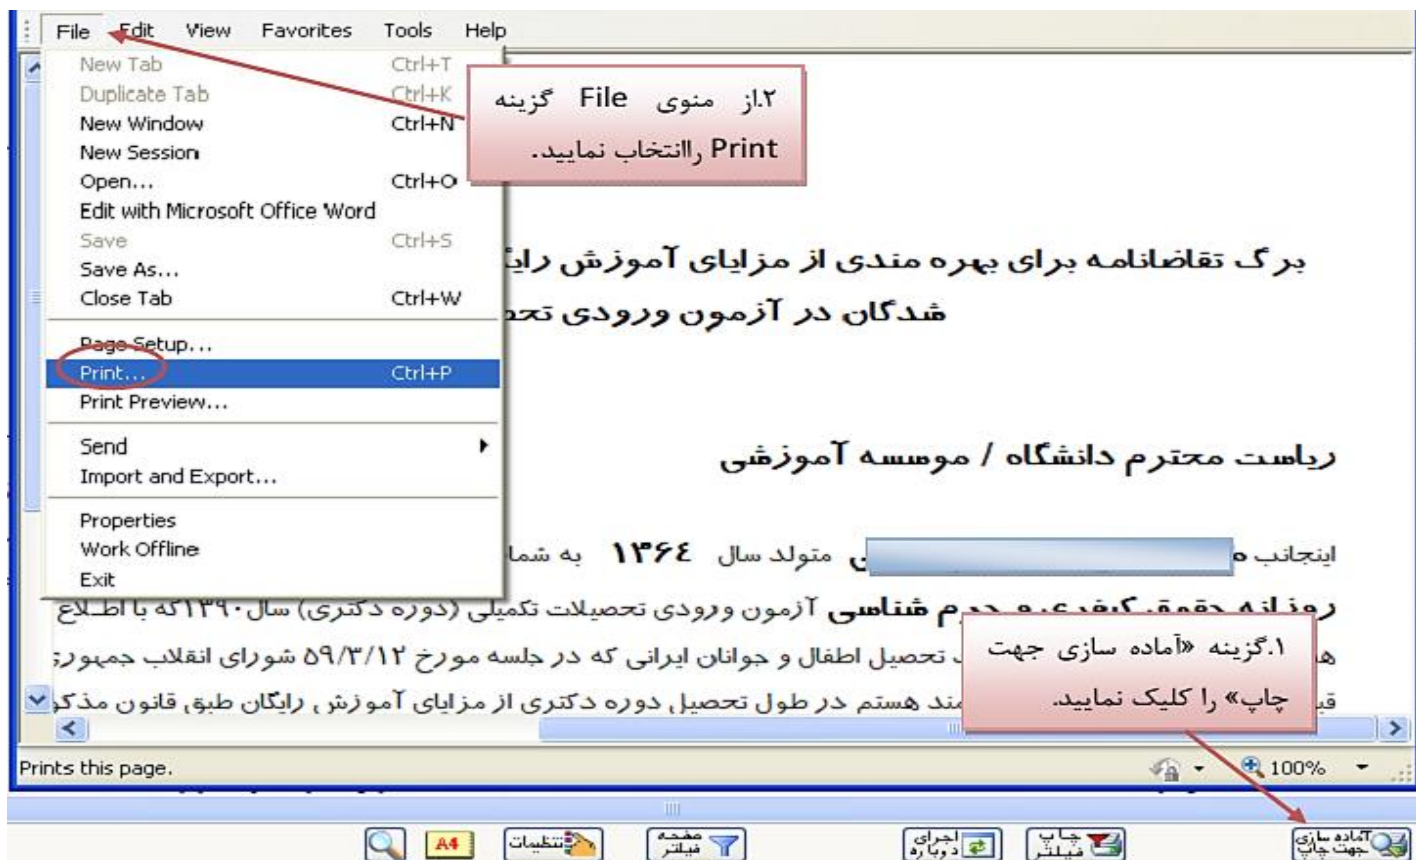 File Edit View Favorites Tools Help
New Tab Ctrl+T
Duplicate Tab Ctrl+K
New Window Ctrl+N
New Session
Open... Ctrl+O
Edit with Microsoft Office Word
Save Ctrl+S
Save As...
Close Tab Ctrl+W
Page Setup...
Print... Ctrl+P
Print Preview...
Send
Import and Export...
Properties
Work Offline
Exit
۲.از منوی File گزینه
Print راانتخاب نمایید.
برگ تقاضانامه برای بهره مندی از مزایای آموزش
شدگان در آزمون ورودی
ریاست محترم دانشگاه / موسسه آموزشی
اینجانب متولد سال ۱۳۶۴ به
روزانه حقوق کیفری و جرم شناسی آزمون ورودی تحصیلات تکمیلی (دوره دکتری) سال۱۳۹۰که با اطلاع
تحصیل اطفال و جوانان ایرانی که در جلسه مورخ ۵۹/۳/۱۲ شورای انقلاب جمهوری
هستم در طول تحصیل دوره دکتری از مزایای آموزش رایگان طبق قانون
۱.گزینه «آماده سازی جهت
چاپ» را کلیک نمایید.
Prints this page. 100%
آماده سازی جهت چاپ
چاپ فیلتر
اجرای دوباره
صفحه فیلتر
تنظیمات
A4